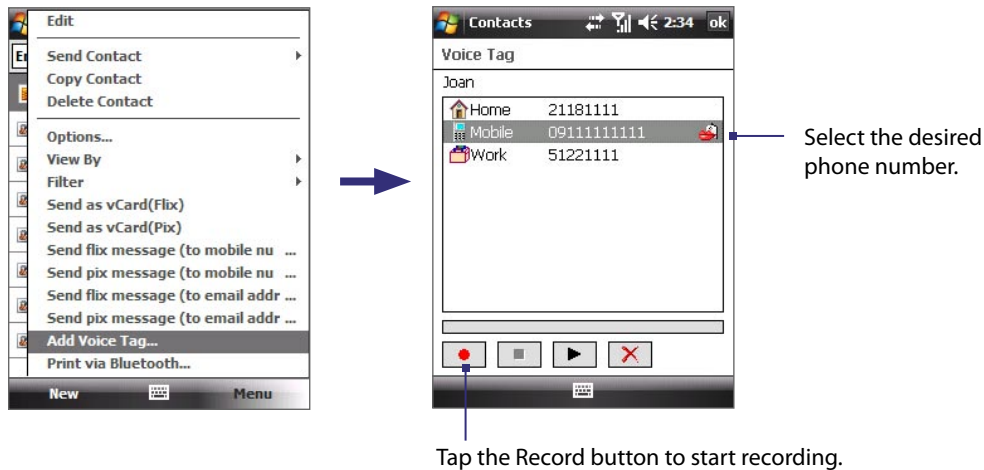 Edit
Send Contact
Copy Contact
Delete Contact
Options...
View By
Filter
Send as vCard(Flix)
Send as vCard(Pix)
Send flix message (to mobile nu ...
Send pix message (to mobile nu ...
Send flix message (to email addr ...
Send pix message (to email addr ...
Add Voice Tag...
Print via Bluetooth...
New Menu
Contacts 2:34 ok
Voice Tag
Joan
Home 21181111
Mobile 09111111111
Work 51221111
Select the desired
phone number.
Tap the Record button to start recording.